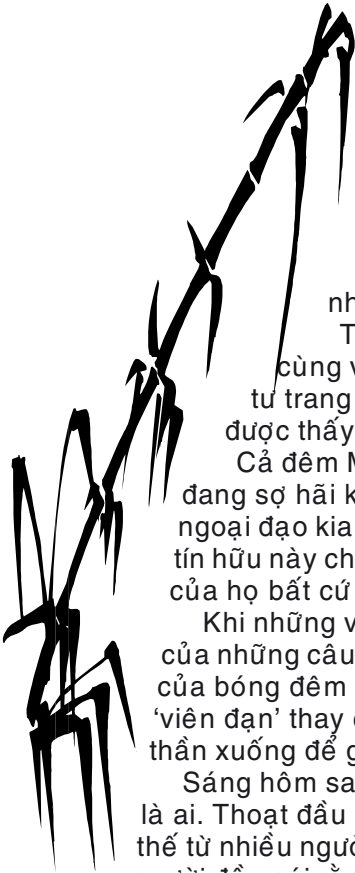 nh
T
cùng v
tư trang
được thấy
Cả đêm M
đang sợ hãi k
ngoại đạo kia
tín hữu này ch
của họ bất cứ
Khi những v
của những câu
của bóng đêm
‘viên đạn’ thay
thần xuống để g
Sáng hôm sa
là ai. Thoạt đầu
thế từ nhiều ngườ